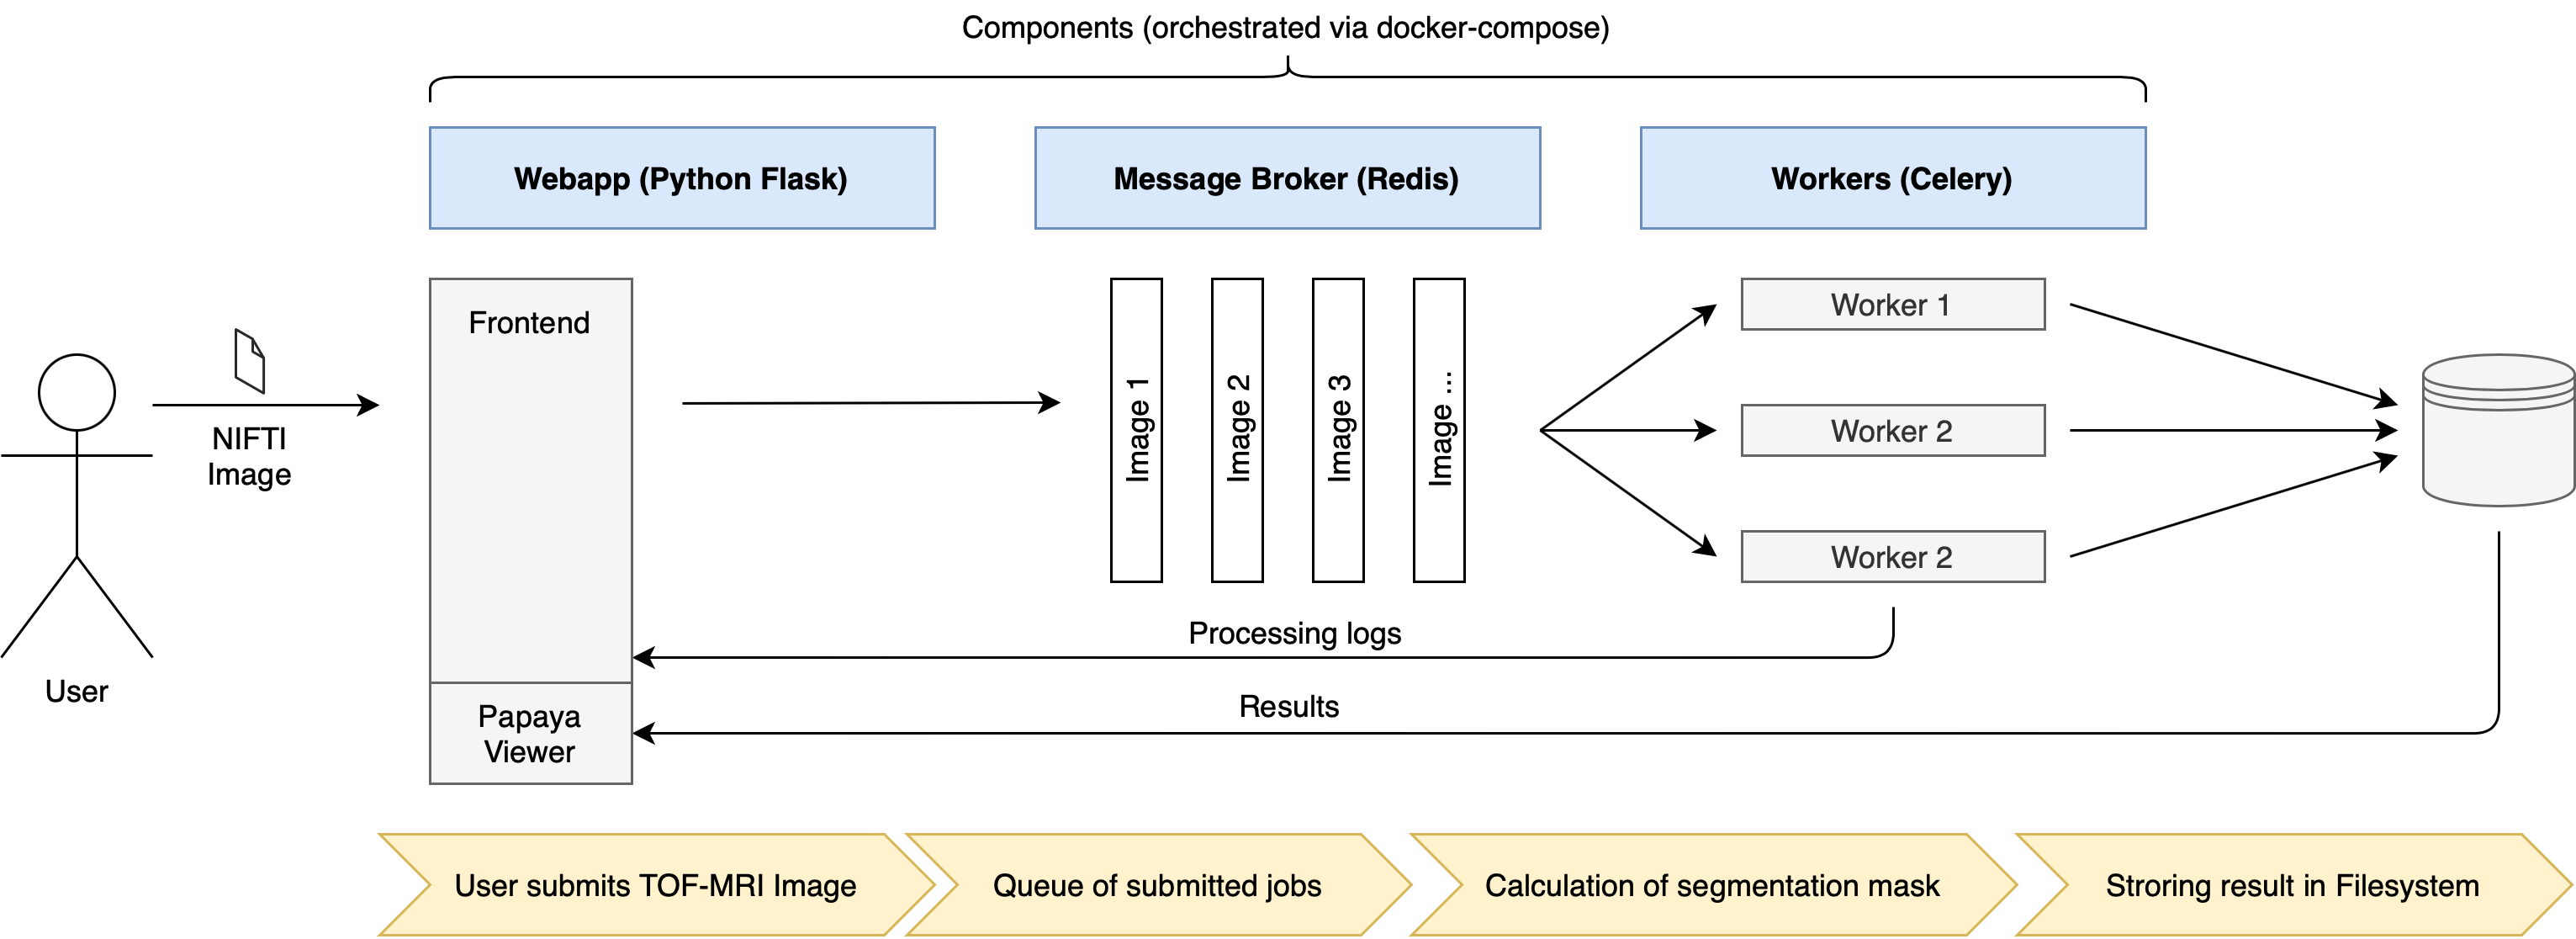 Components (orchestrated via docker-compose)
Webapp (Python Flask)
Message Broker (Redis)
Workers (Celery)
Frontend
NIFTI
Image
User
Image 1
Image 2
Image 3
Image ...
Worker 1
Worker 2
Worker 2
Processing logs
Results
Papaya
Viewer
User submits TOF-MRI Image
Queue of submitted jobs
Calculation of segmentation mask
Stroring result in Filesystem